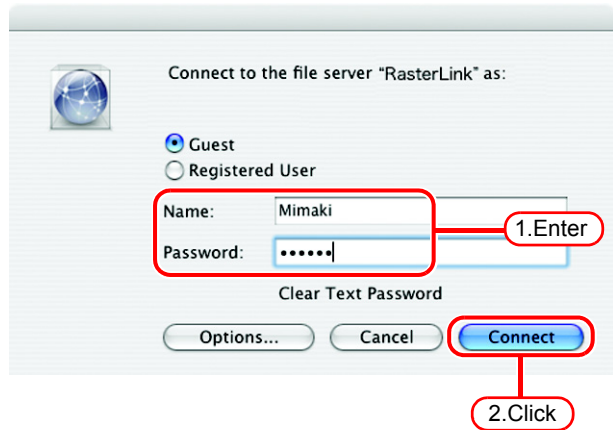 Connect to the file server “RasterLink” as:
Guest
Registered User
Name: Mimaki
1.Enter
Password: ••••••
Clear Text Password
Options... Cancel Connect
2.Click